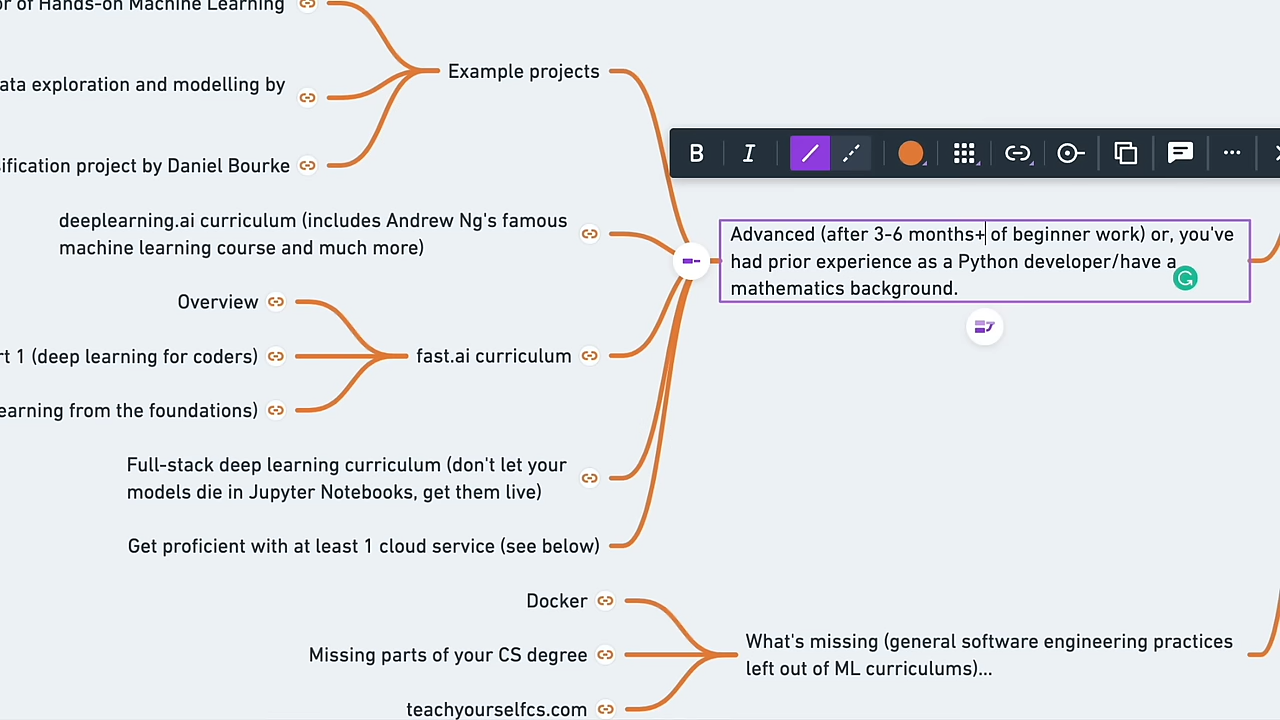 or of Hands-on Machine Learning
Example projects
ata exploration and modelling by
sification project by Daniel Bourke
B I
deeplearning.ai curriculum (includes Andrew Ng's famous
machine learning course and much more)
Advanced (after 3-6 months+ of beginner work) or, you've
had prior experience as a Python developer/have a
mathematics background.
Overview
rt 1 (deep learning for coders)
fast.ai curriculum
earning from the foundations)
Full-stack deep learning curriculum (don't let your
models die in Jupyter Notebooks, get them live)
Get proficient with at least 1 cloud service (see below)
Docker
Missing parts of your CS degree
What's missing (general software engineering practices
left out of ML curriculums)...
teachyourselfcs.com